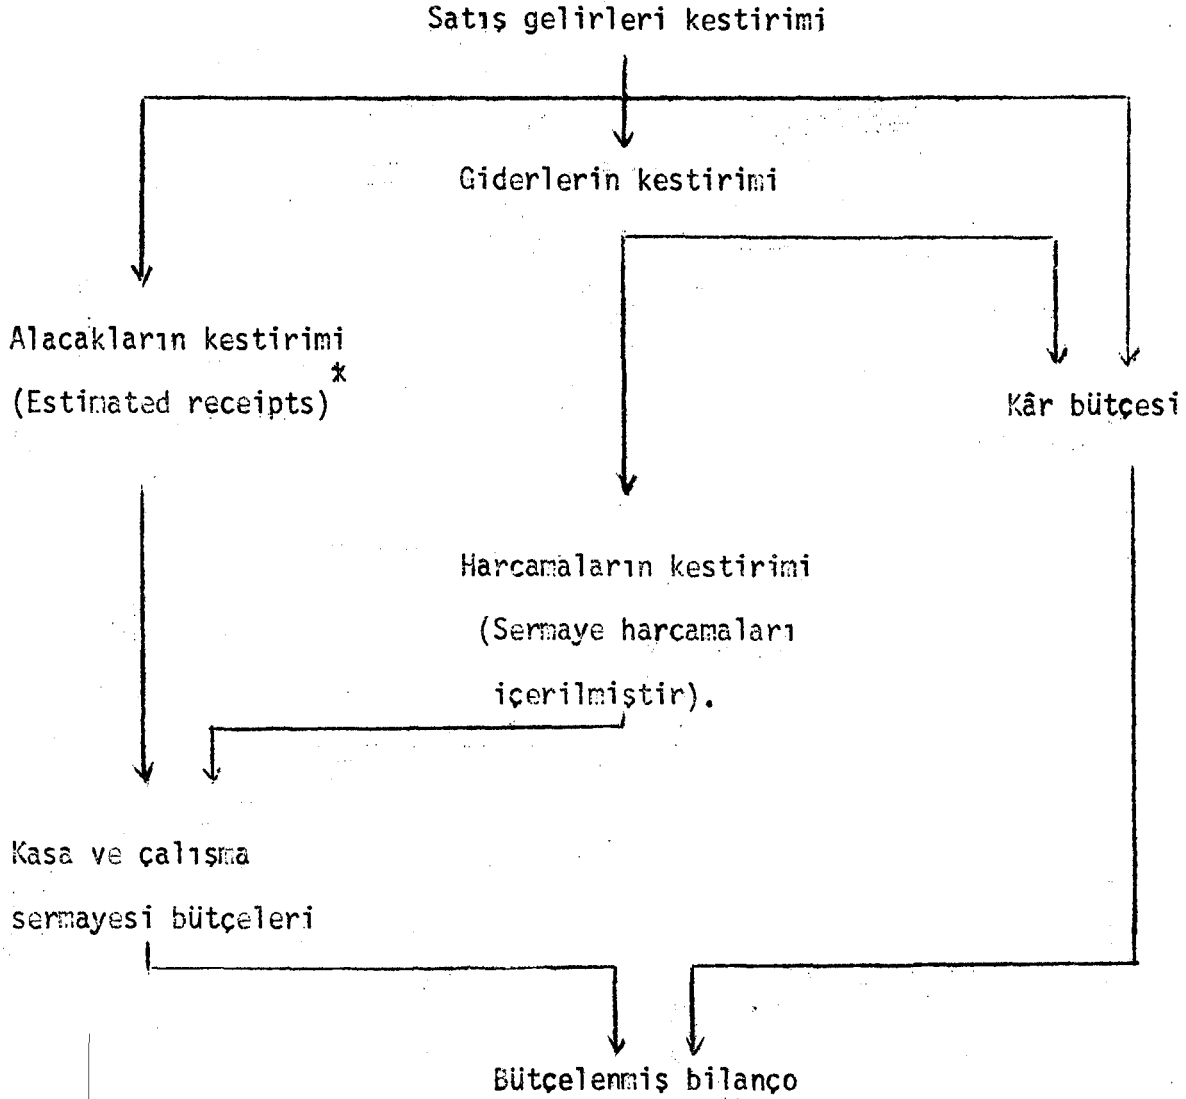 Satış gelirleri kestirimi
Giderlerin kestirimi
Alacakların kestirimi
(Estimated receipts)*
Kâr bütçesi
Harcamaların kestirimi
(Sermaye harcamaları
içerilmiştir).
Kasa ve çalışma
sermayesi bütçeleri
Bütçelenmiş bilanço